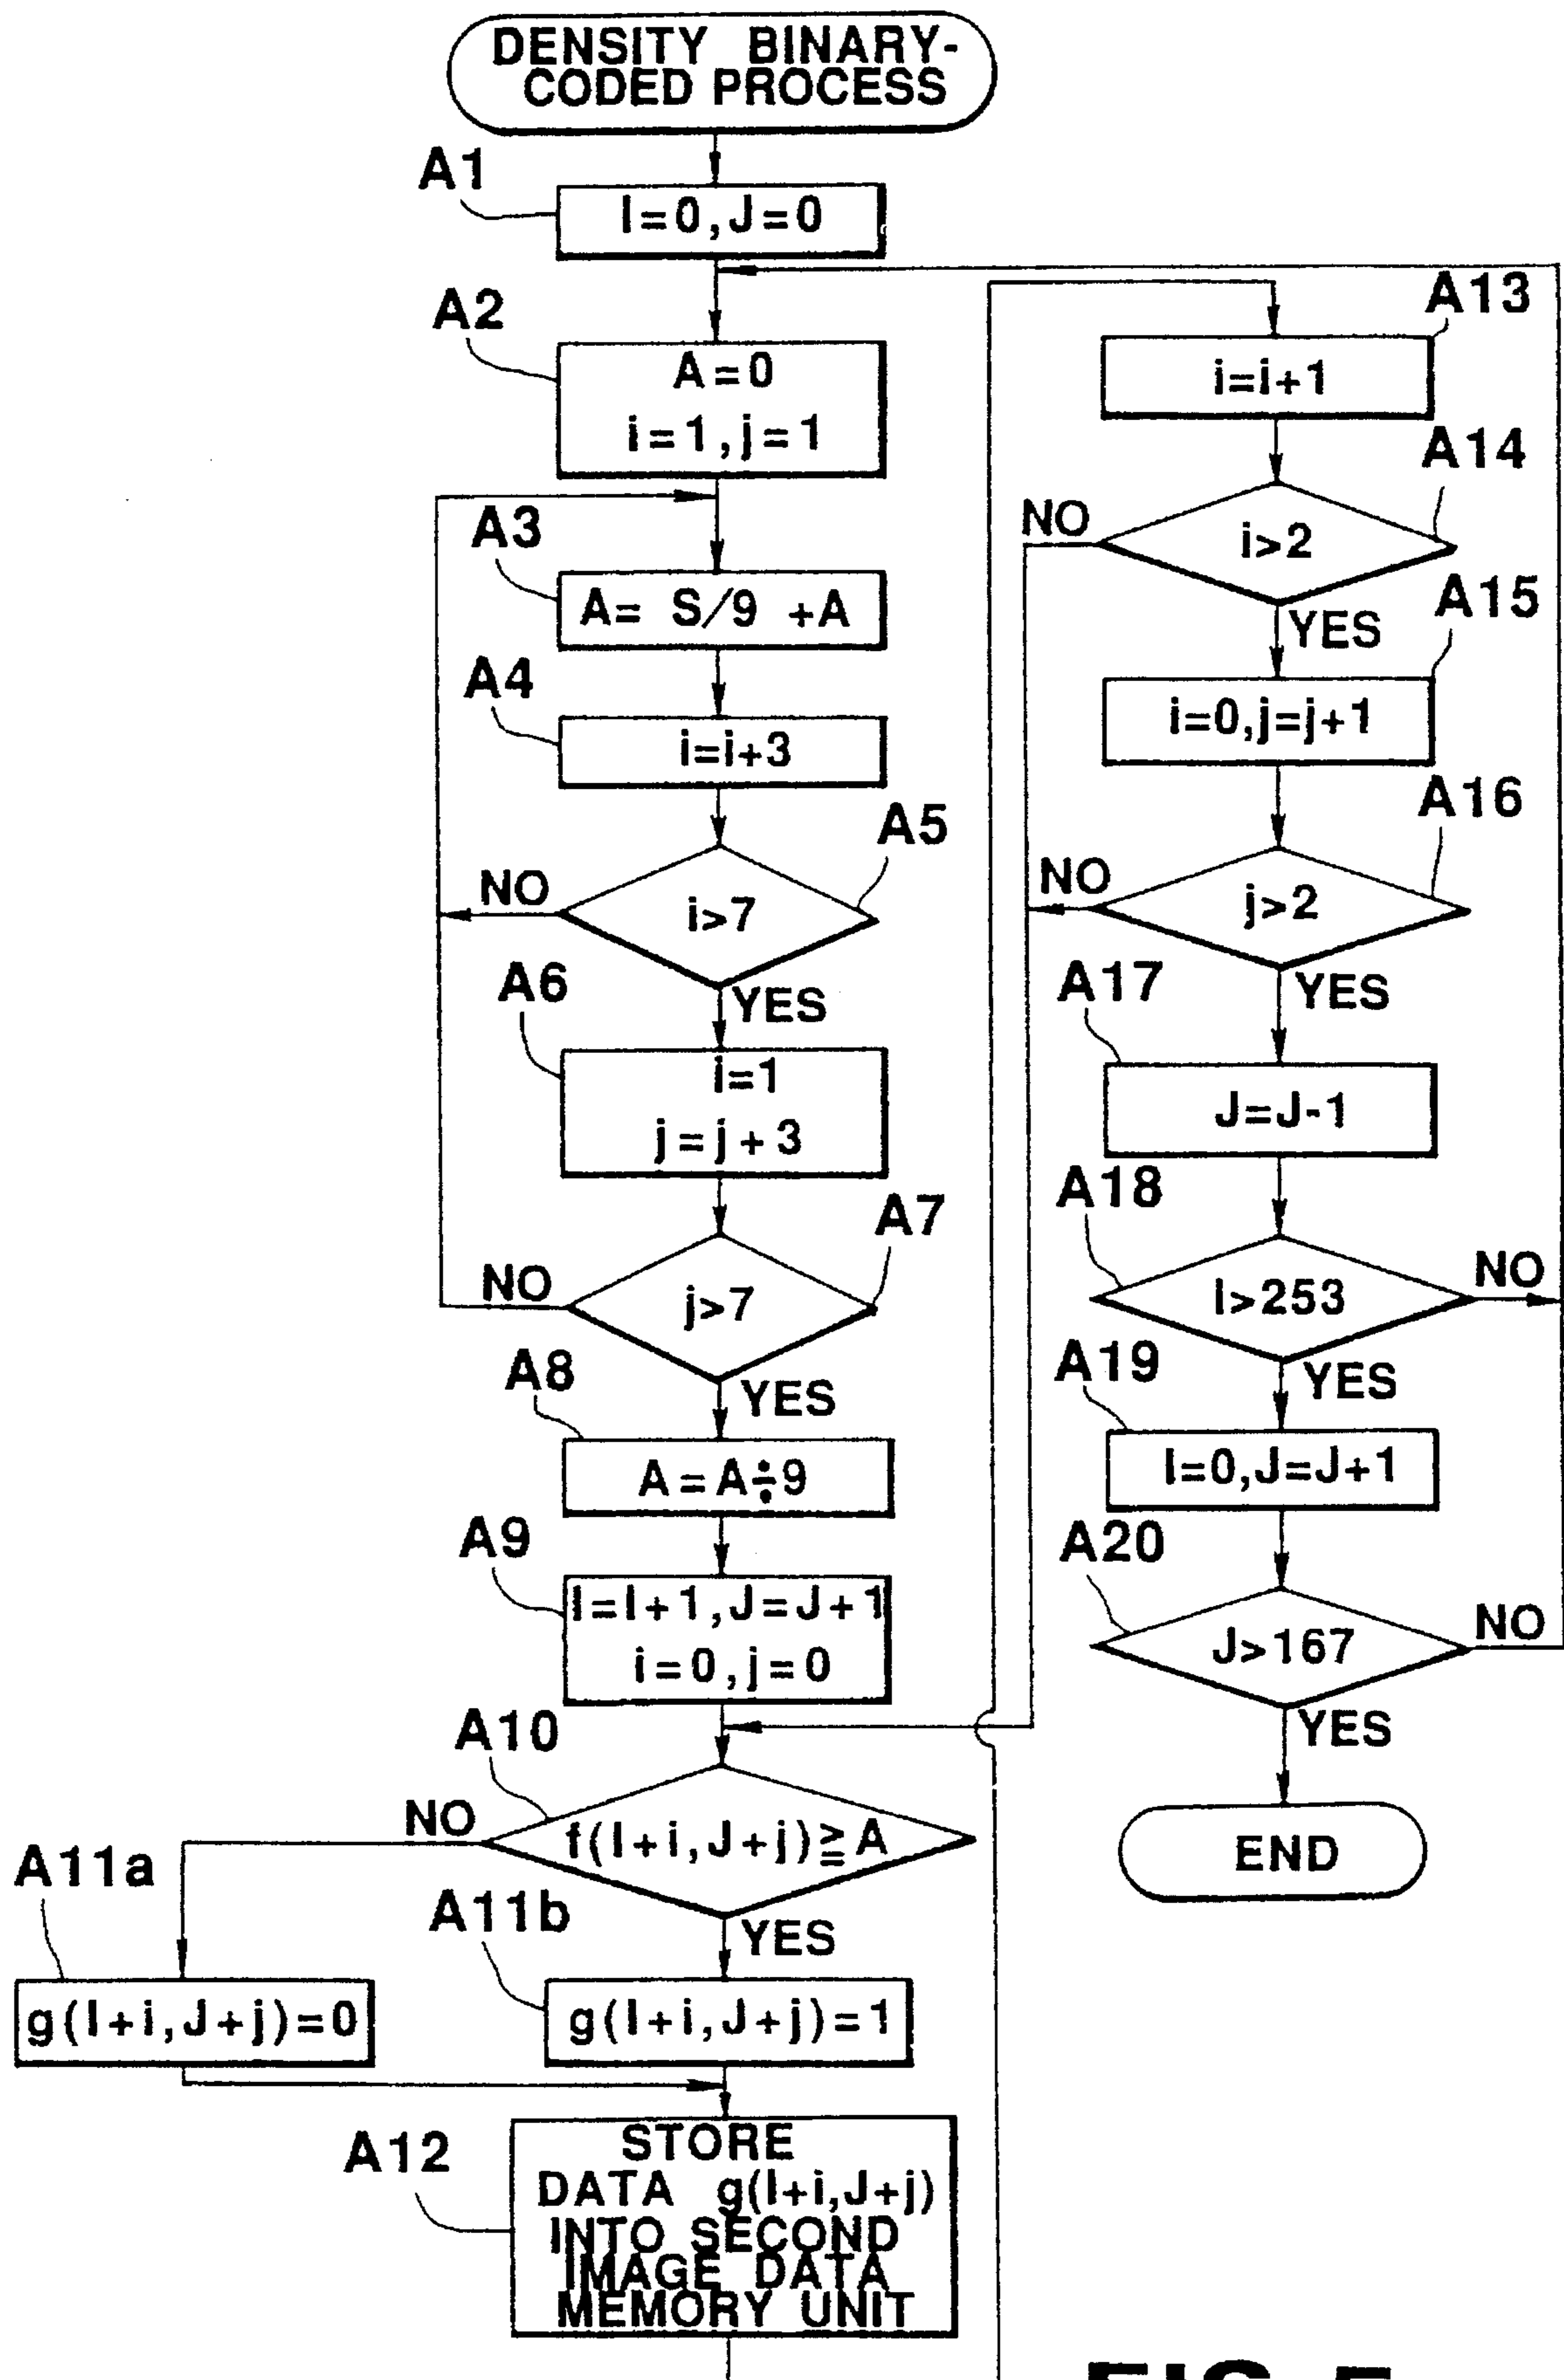 DENSITY BINARY-
CODED PROCESS
A1
I=0,J=0
A2
A=0
i=1,j=1
A3
A= S/9 +A
A4
i=i+3
A5
i>7
NO
YES
A6
i=1
j=j+3
A7
j>7
NO
YES
A8
A=A÷9
A9
I=I+1,J=J+1
i=0,j=0
A10
f(I+i,J+j)≧A
NO
YES
A11a
g(I+i,J+j)=0
A11b
g(I+i,J+j)=1
A12
STORE
DATA g(I+i,J+j)
INTO SECOND
IMAGE DATA
MEMORY UNIT
A13
i=i+1
A14
i>2
NO
YES
A15
i=0,j=j+1
A16
j>2
NO
YES
A17
J=J-1
A18
I>253
NO
YES
A19
I=0,J=J+1
A20
J>167
NO
YES
END